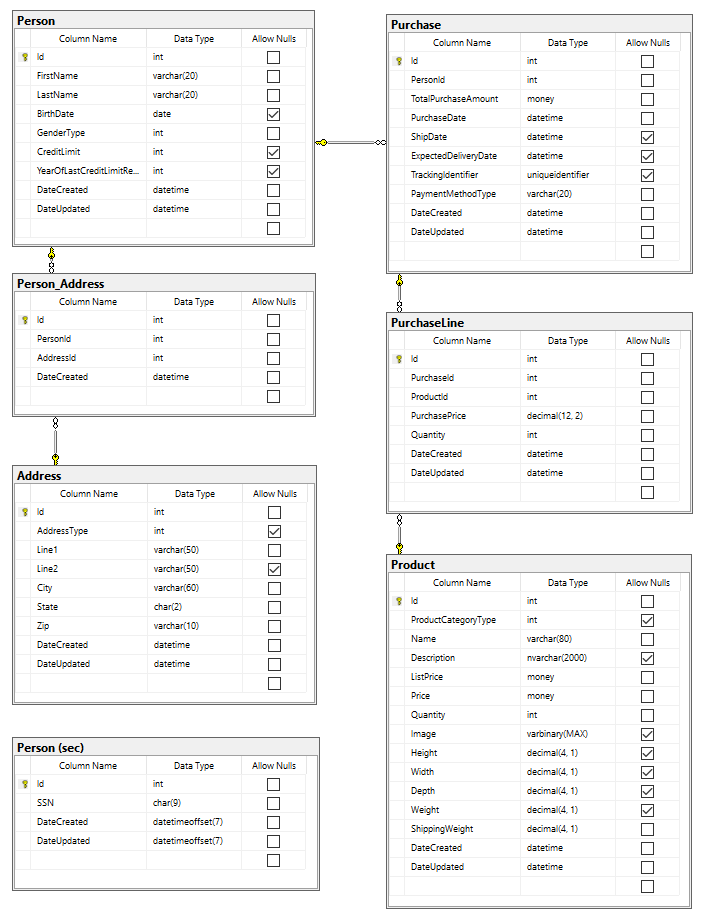 Person
Column Name Data Type Allow Nulls
Id int
FirstName varchar(20)
LastName varchar(20)
BirthDate date
GenderType int
CreditLimit int
YearOfLastCreditLimitRe... int
DateCreated datetime
DateUpdated datetime
Person_Address
Column Name Data Type Allow Nulls
Id int
PersonId int
AddressId int
DateCreated datetime
Address
Column Name Data Type Allow Nulls
Id int
AddressType int
Line1 varchar(50)
Line2 varchar(50)
City varchar(60)
State char(2)
Zip varchar(10)
DateCreated datetime
DateUpdated datetime
Person (sec)
Column Name Data Type Allow Nulls
Id int
SSN char(9)
DateCreated datetimeoffset(7)
DateUpdated datetimeoffset(7)
Purchase
Column Name Data Type Allow Nulls
Id int
PersonId int
TotalPurchaseAmount money
PurchaseDate datetime
ShipDate datetime
ExpectedDeliveryDate datetime
TrackingIdentifier uniqueidentifier
PaymentMethodType varchar(20)
DateCreated datetime
DateUpdated datetime
PurchaseLine
Column Name Data Type Allow Nulls
Id int
PurchaseId int
ProductId int
PurchasePrice decimal(12, 2)
Quantity int
DateCreated datetime
DateUpdated datetime
Product
Column Name Data Type Allow Nulls
Id int
ProductCategoryType int
Name varchar(80)
Description nvarchar(2000)
ListPrice money
Price money
Quantity int
Image varbinary(MAX)
Height decimal(4, 1)
Width decimal(4, 1)
Depth decimal(4, 1)
Weight decimal(4, 1)
ShippingWeight decimal(4, 1)
DateCreated datetime
DateUpdated datetime